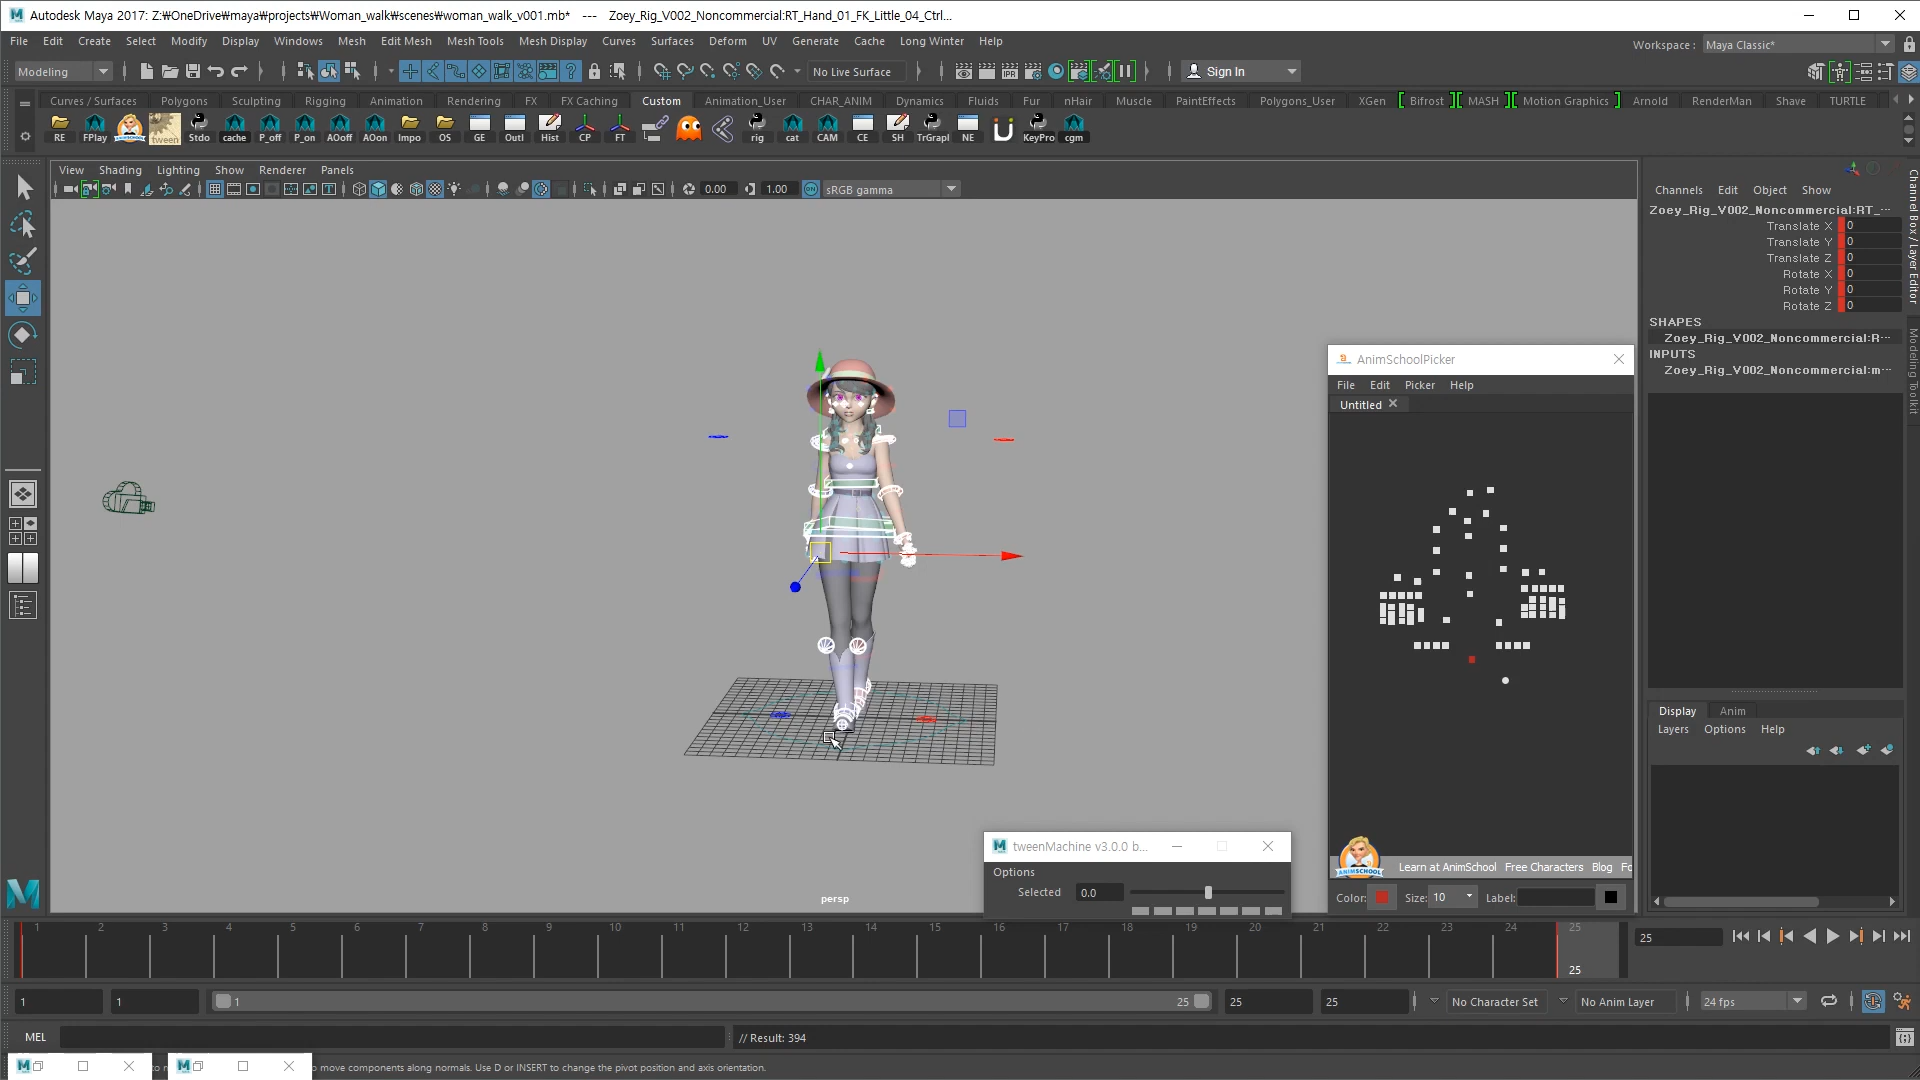 Autodesk Maya 2017: Z:₩OneDrive₩maya₩projects₩Woman_walk₩scenes₩woman_walk_v001.mb* --- Zoey_Rig_V002_Noncommercial:RT_Hand_01_FK_Little_04_Ctrl...
File Edit Create Select Modify Display Windows Mesh Edit Mesh Mesh Tools Mesh Display Curves Surfaces Deform UV Generate Cache Long Winter Help
Workspace : Maya Classic*
Modeling No Live Surface Sign In
Curves / Surfaces Polygons Sculpting Rigging Animation Rendering FX FX Caching Custom Animation_User CHAR_ANIM Dynamics Fluids Fur nHair Muscle PaintEffects Polygons_User XGen Bifrost MASH Motion Graphics Arnold RenderMan Shave TURTLE
RE FPlay tween Stdo cache P_off P_on AOoff AOon Impo OS GE Outl Hist CP FT rig cat CAM CE SH TrGrapl NE KeyPro cgm
View Shading Lighting Show Renderer Panels
IPR
0.00 1.00 ON sRGB gamma
Channels Edit Object Show
Zoey_Rig_V002_Noncommercial:RT_...
Translate X 0
Translate Y 0
Translate Z 0
Rotate X 0
Rotate Y 0
Rotate Z 0
SHAPES
Zoey_Rig_V002_Noncommercial:R...
INPUTS
Zoey_Rig_V002_Noncommercial:m...
Channel Box / Layer Editor
Modeling Toolkit
AnimSchoolPicker
File Edit Picker Help
Untitled
ANIMSCHOOL
Learn at AnimSchool Free Characters Blog Fo
Color: Size: 10 Label:
Display Anim
Layers Options Help
tweenMachine v3.0.0 b...
Options
Selected 0.0
persp
1 2 3 4 5 6 7 8 9 10 11 12 13 14 15 16 17 18 19 20 21 22 23 24 25
25
25
1 1 1 25 25 25 No Character Set No Anim Layer 24 fps
MEL // Result: 394
move components along normals. Use D or INSERT to change the pivot position and axis orientation.